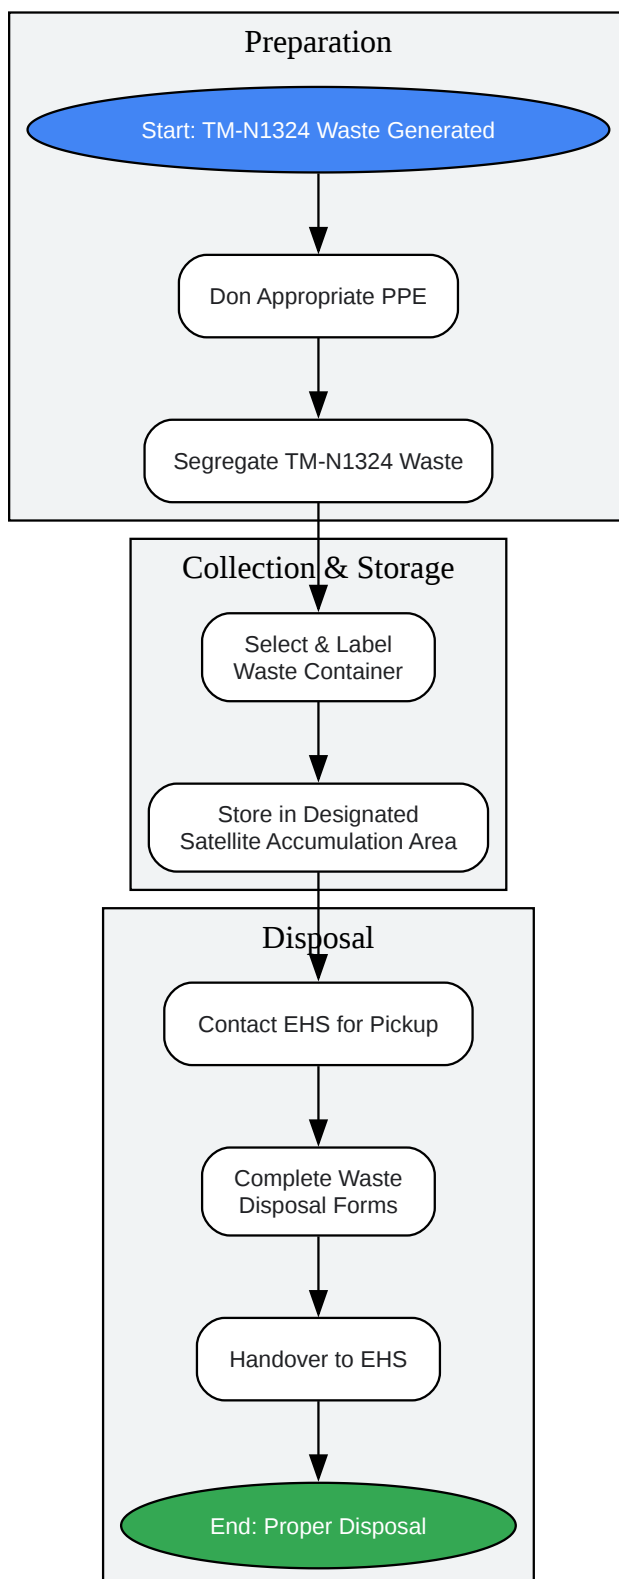 Preparation
Start: TM-N1324 Waste Generated
Don Appropriate PPE
Segregate TM-N1324 Waste
Collection & Storage
Select & Label
Waste Container
Store in Designated
Satellite Accumulation Area
Disposal
Contact EHS for Pickup
Complete Waste
Disposal Forms
Handover to EHS
End: Proper Disposal